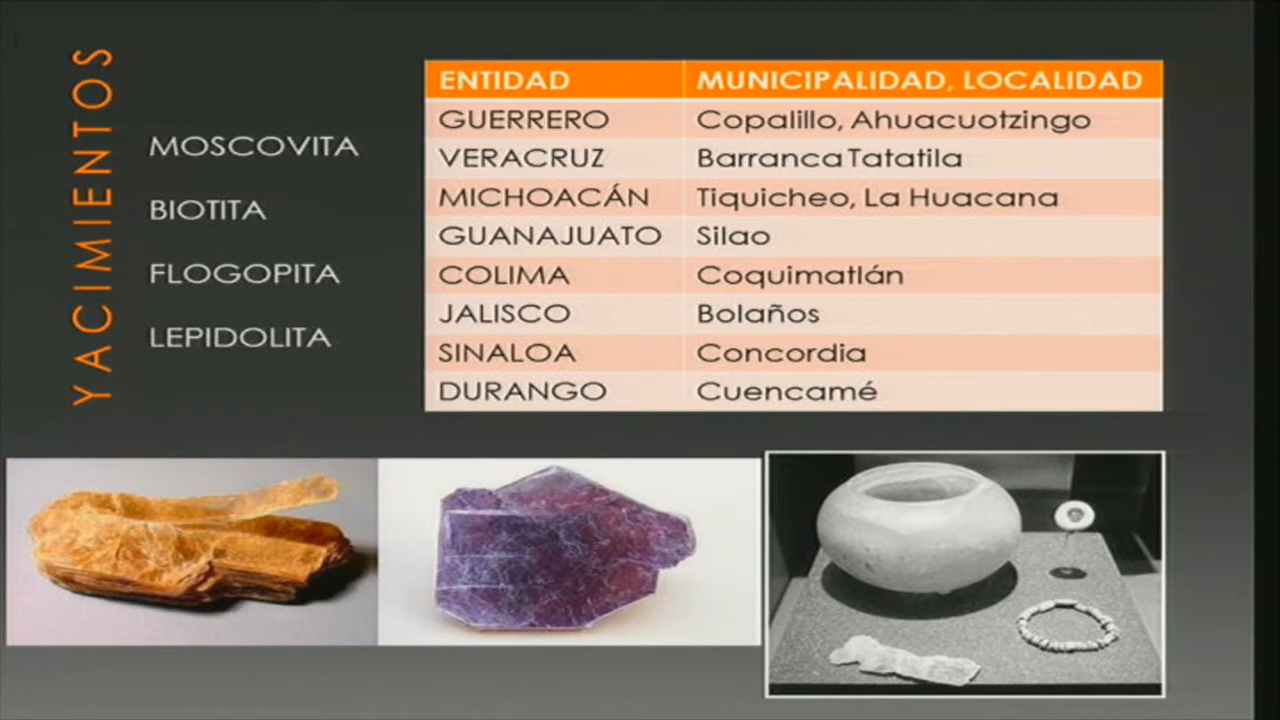 YACIMIENTOS
MOSCOVITA
BIOTITA
FLOGOPITA
LEPIDOLITA
ENTIDAD MUNICIPALIDAD, LOCALIDAD
GUERRERO Copalillo, Ahuacuotzingo
VERACRUZ Barranca Tatatila
MICHOACÁN Tiquicheo, La Huacana
GUANAJUATO Silao
COLIMA Coquimatlán
JALISCO Bolaños
SINALOA Concordia
DURANGO Cuencamé